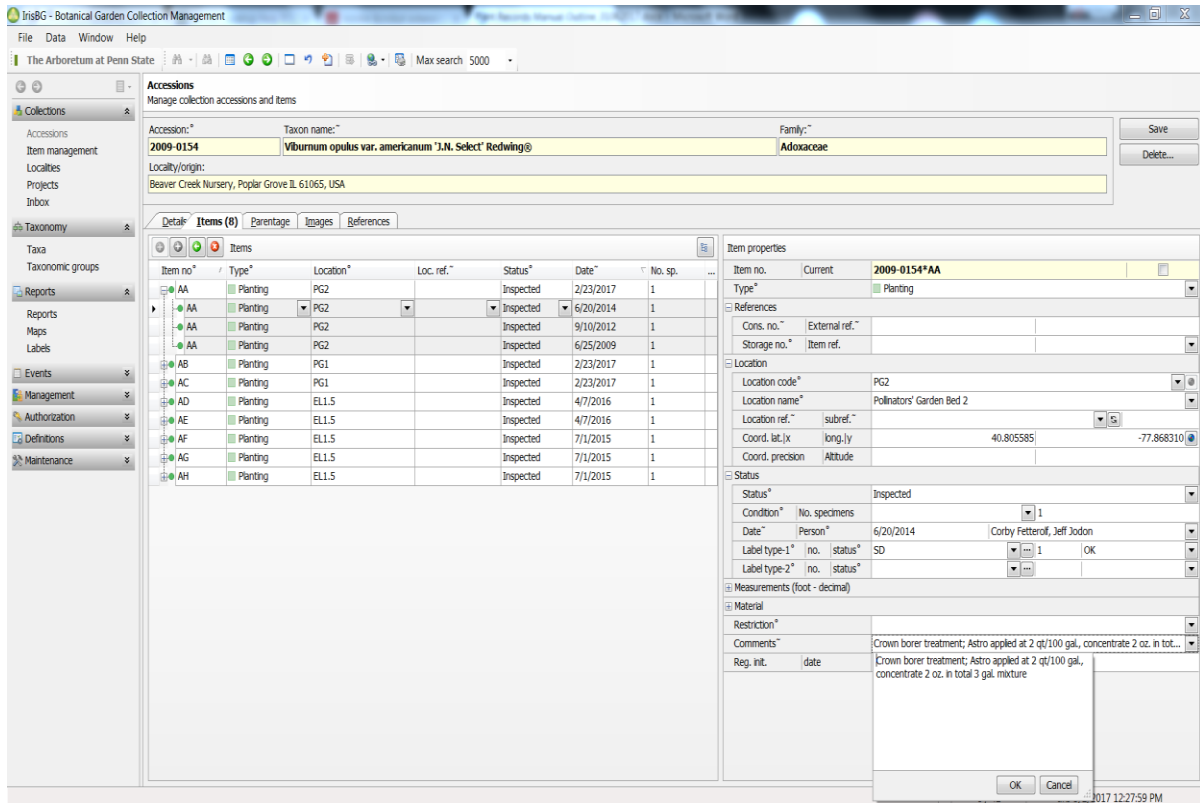 IrisBG - Botanical Garden Collection Management
File Data Window Help
The Arboretum at Penn State Max search 5000
Accessions
Manage collection accessions and items
Collections
Accessions
Item management
Localities
Projects
Inbox
Taxonomy
Taxa
Taxonomic groups
Reports
Reports
Maps
Labels
Events
Management
Authorization
Definitions
Maintenance
Accession:° Taxon name:~ Family:~
2009-0154 Viburnum opulus var. americanum 'J.N. Select' Redwing® Adoxaceae
Locality/origin:
Beaver Creek Nursery, Poplar Grove IL 61065, USA
Save
Delete...
Details Items (8) Parentage Images References
Items
Item no° Type° Location° Loc. ref.~ Status° Date~ No. sp. ...
AA Planting PG2 Inspected 2/23/2017 1
AA Planting PG2 Inspected 6/20/2014 1
AA Planting PG2 Inspected 9/10/2012 1
AA Planting PG2 Inspected 6/25/2009 1
AB Planting PG1 Inspected 2/23/2017 1
AC Planting PG1 Inspected 2/23/2017 1
AD Planting EL1.5 Inspected 4/7/2016 1
AE Planting EL1.5 Inspected 4/7/2016 1
AF Planting EL1.5 Inspected 7/1/2015 1
AG Planting EL1.5 Inspected 7/1/2015 1
AH Planting EL1.5 Inspected 7/1/2015 1
Item properties
Item no. Current 2009-0154*AA
Type° Planting
References
Cons. no.~ External ref.~
Storage no.° Item ref.
Location
Location code° PG2
Location name° Pollinators' Garden Bed 2
Location ref.~ subref.~
Coord. lat.|x long.|y 40.805585 -77.868310
Coord. precision Altitude
Status
Status° Inspected
Condition° No. specimens 1
Date~ Person° 6/20/2014 Corby Fetterolf, Jeff Jodon
Label type-1° no. status° SD ... 1 OK
Label type-2° no. status° ...
Measurements (foot - decimal)
Material
Restriction°
Comments~ Crown borer treatment; Astro applied at 2 qt/100 gal., concentrate 2 oz. in tot...
Reg. init. date
Crown borer treatment; Astro applied at 2 qt/100 gal.,
concentrate 2 oz. in total 3 gal. mixture
OK Cancel
2017 12:27:59 PM